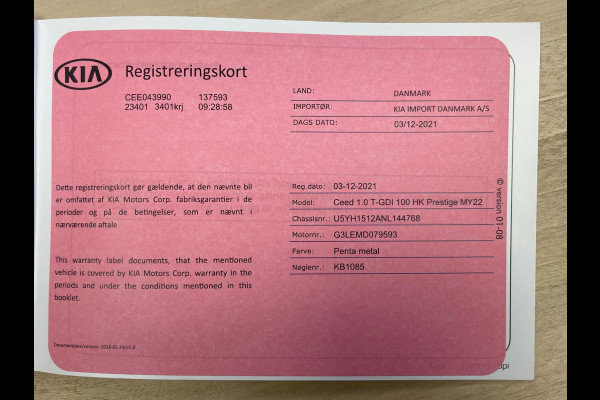 KIA
Registreringskort
CEE043990 137593
23401 3401krj 09:28:58
LAND: DANMARK
IMPORTØR: KIA IMPORT DANMARK A/S
DAGS DATO: 03/12-2021
Dette registreringskort gør gældende, at den nævnte bil
er omfattet af KIA Motors Corp. fabriksgarantier i de
perioder og på de betingelser, som er nævnt i
nærværende aftale
This warranty label documents, that the mentioned
vehicle is covered by KIA Motors Corp. warranty in the
periods and under the conditions mentioned in this
booklet.
Reg.dato: 03-12-2021
Model: Ceed 1.0 T-GDI 100 HK Prestige MY22
Chassisnr.: U5YH1512ANL144768
Motornr.: G3LEMD079593
Farve: Penta metal
Nøglenr.: KB1085
© version 01-08